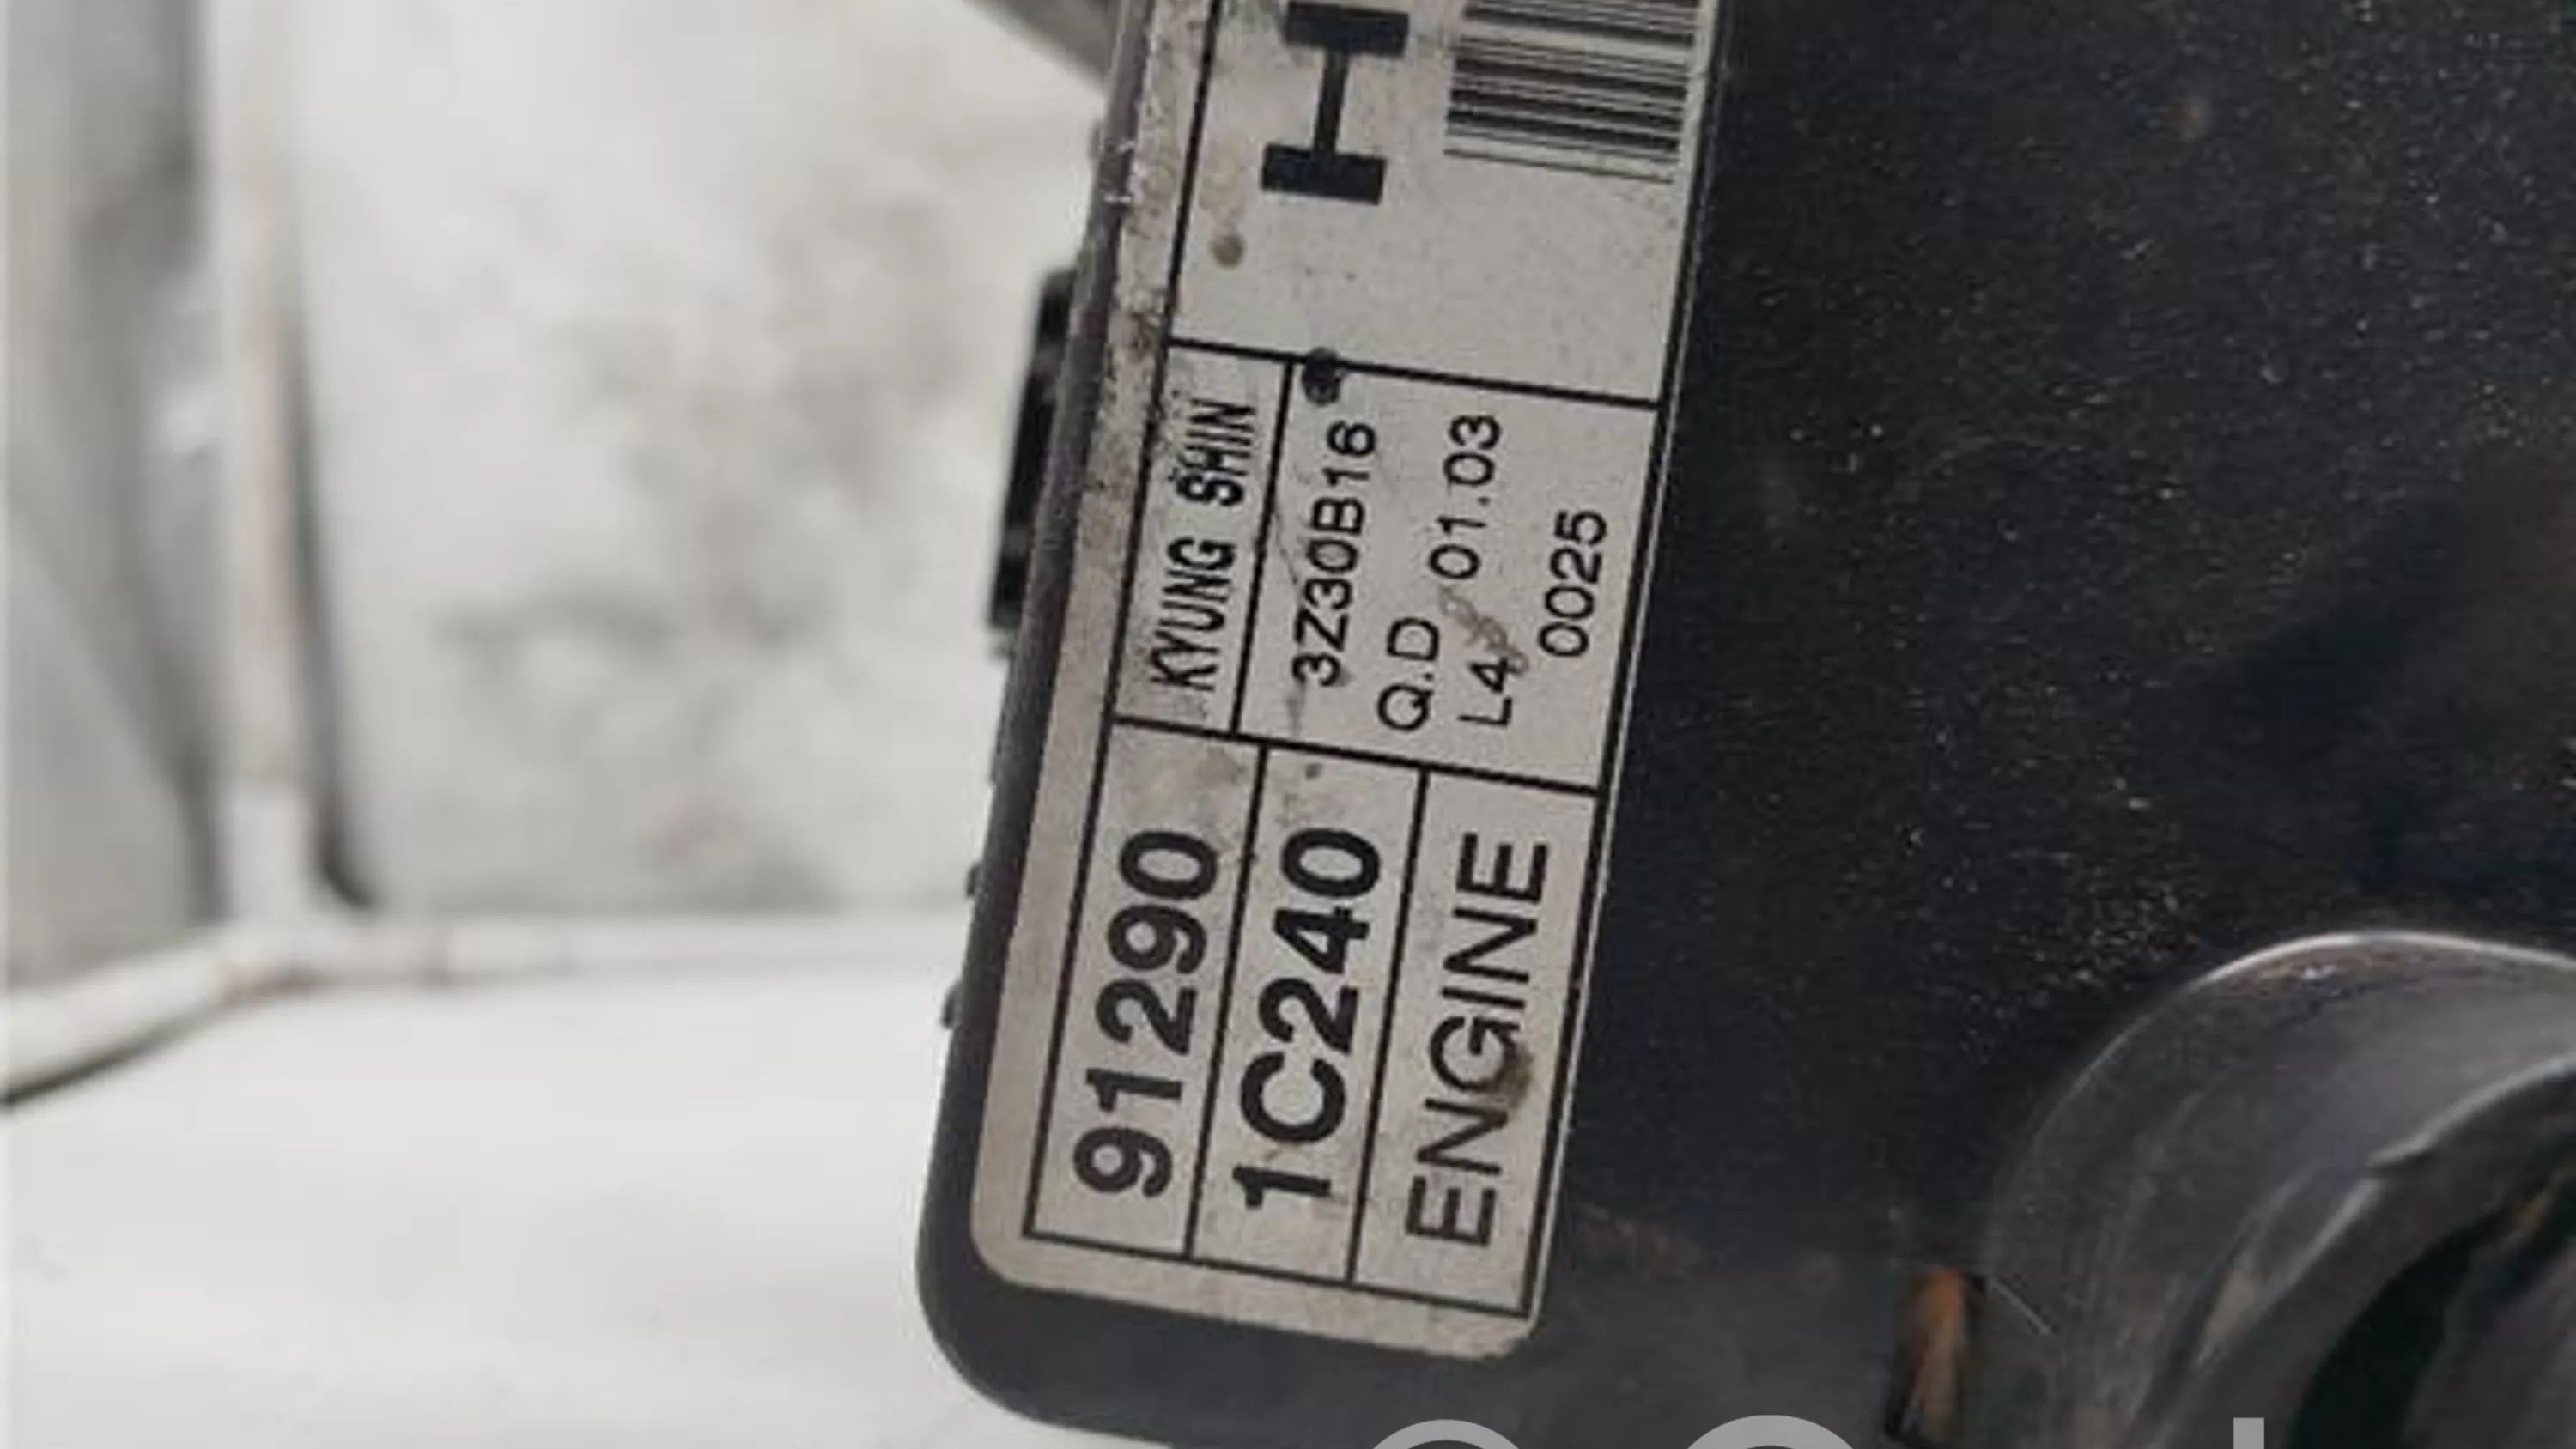 91290
1C240
ENGINE
KYUNG SHIN
3Z30B16
Q.D
L4 01.03
0025
H